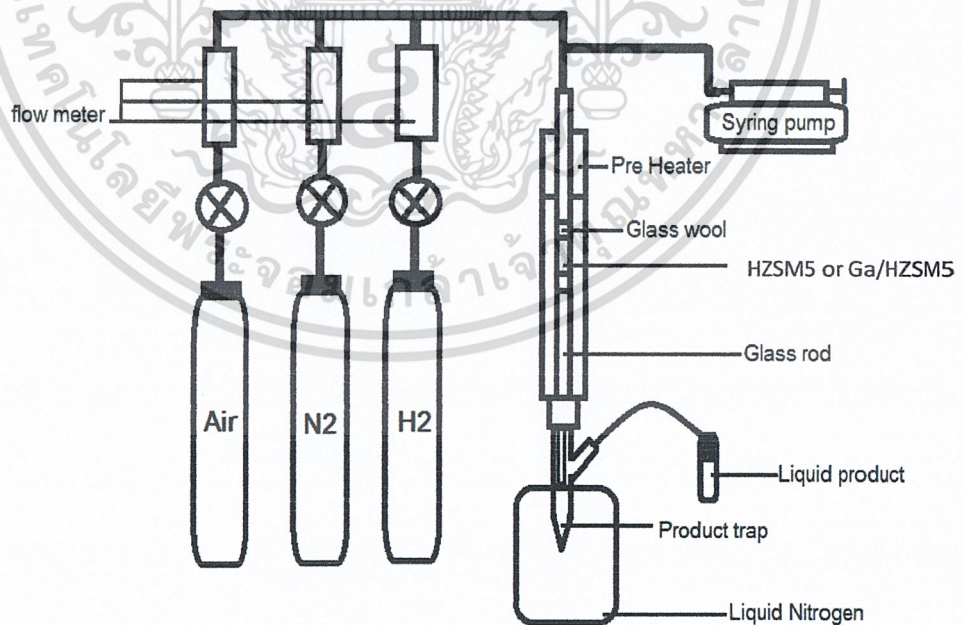 flow meter
Syring pump
Pre Heater
Glass wool
HZSM5 or Ga/HZSM5
Glass rod
Air
N2
H2
Liquid product
Product trap
Liquid Nitrogen